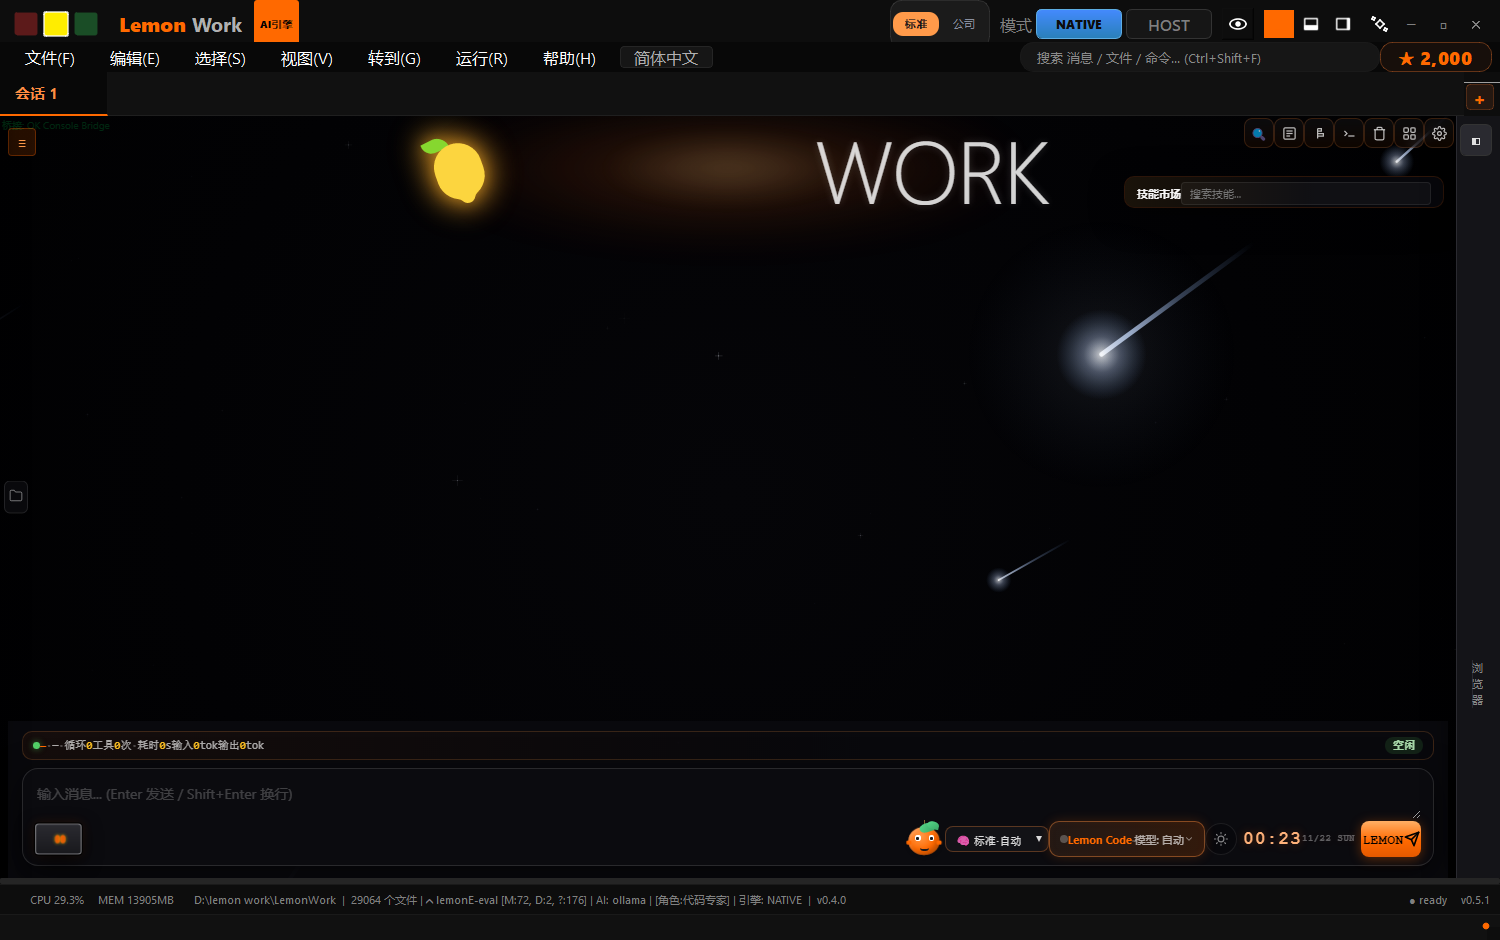 Lemon Work AI引擎 标准 公司 模式 NATIVE HOST
文件(F) 编辑(E) 选择(S) 视图(V) 转到(G) 运行(R) 帮助(H) 简体中文 搜索 消息 / 文件 / 命令... (Ctrl+Shift+F) ★ 2,000
会话 1 +
OK Console Bridge
WORK
技能市场 搜索技能...
浏览器
循环0工具0次·耗时0s输入0tok输出0tok 空闲
输入消息... (Enter 发送 / Shift+Enter 换行)
标准·自动 Lemon Code 模型: 自动 00:23 11/22 SUN LEMON
CPU 29.3% MEM 13905MB D:\lemon work\LemonWork | 29064 个文件 | lemonE-eval [M:72, D:2, ?:176] | AI: ollama | [角色:代码专家] | 引擎: NATIVE | v0.4.0 ● ready v0.5.1